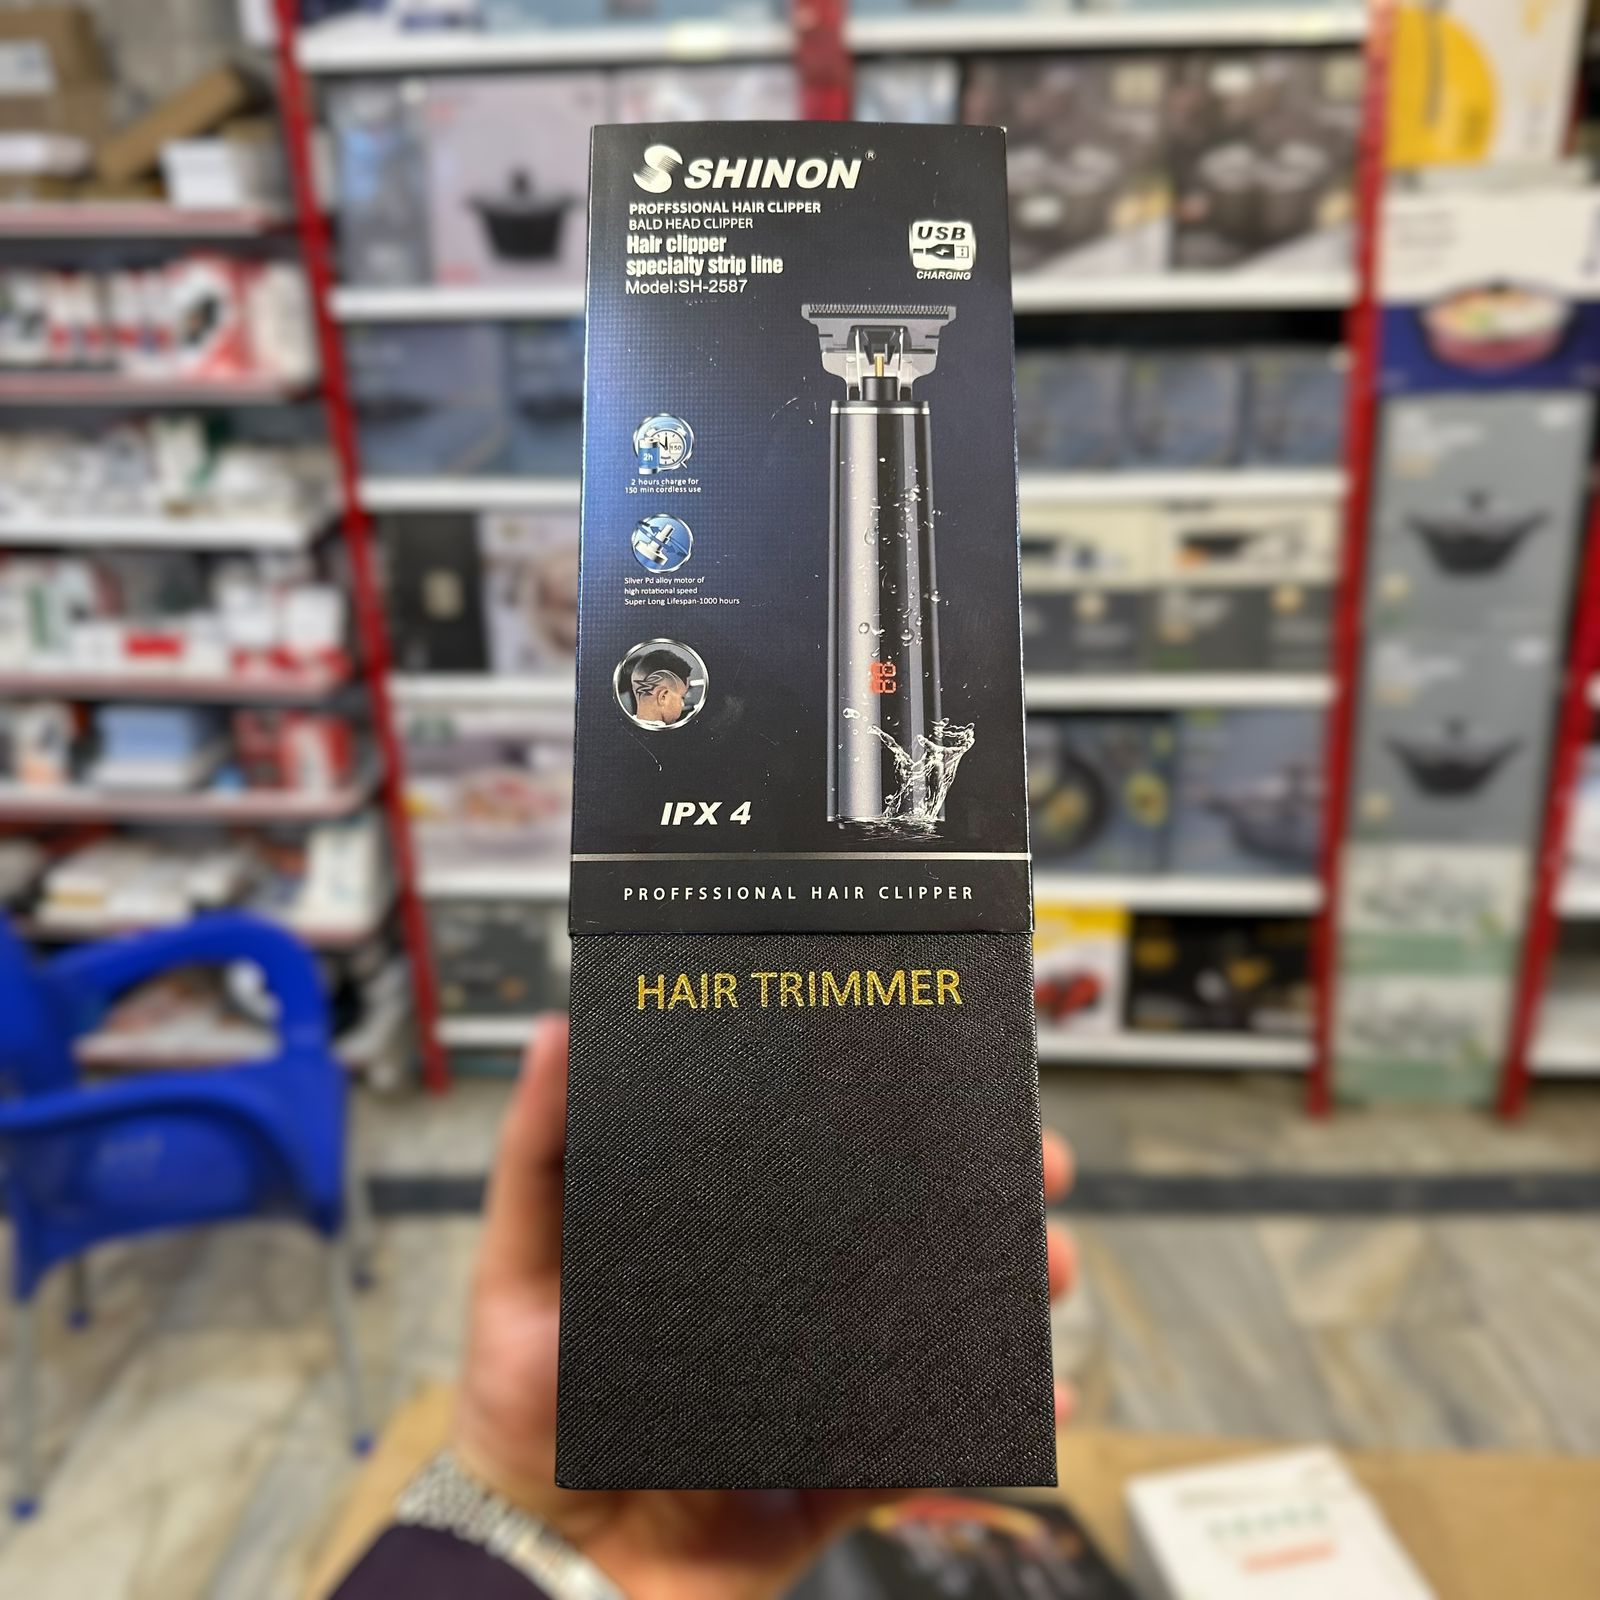 SHINON®
PROFFSSIONAL HAIR CLIPPER
BALD HEAD CLIPPER
Hair clipper
specialty strip line
Model:SH-2587
USB
CHARGING
2h
150
2 hours charge for
150 min cordless use
Silver Pd alloy motor of
high rotational speed
Super Long Lifespan-1000 hours
88
IPX 4
PROFFSSIONAL HAIR CLIPPER
HAIR TRIMMER